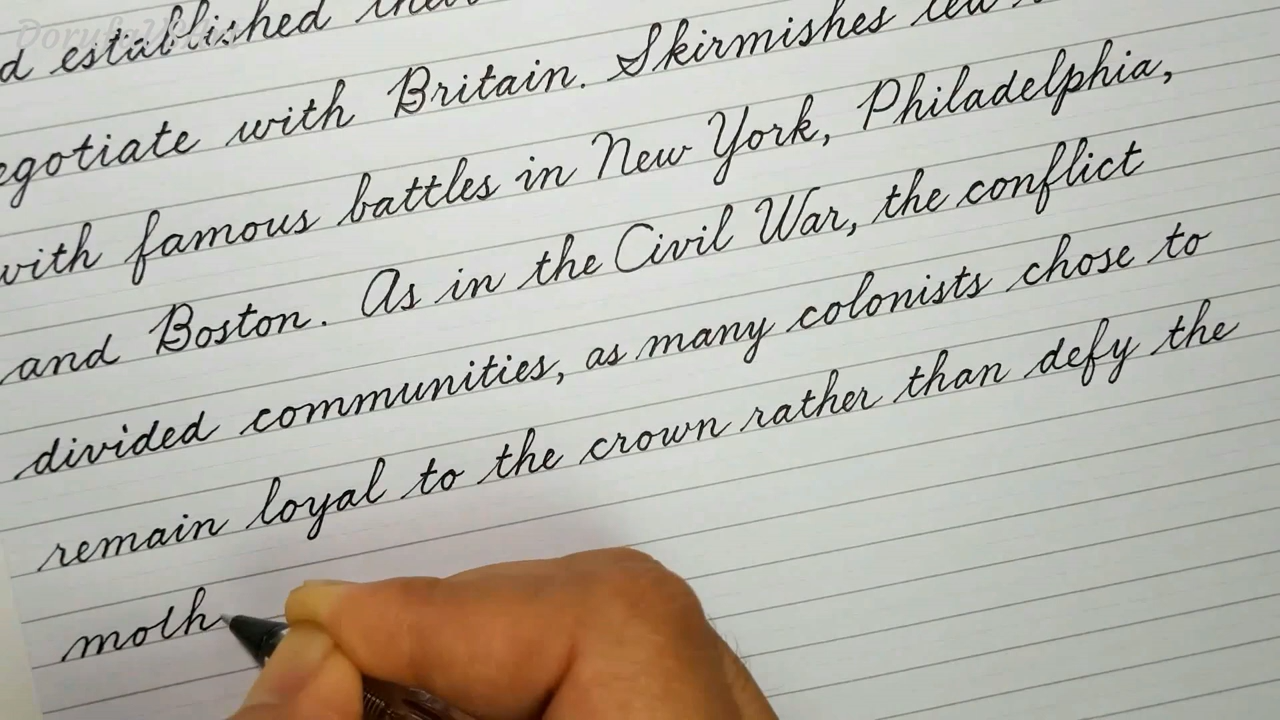 d established
egotiate with Britain. Skirmishes led
with famous battles in New York, Philadelphia,
and Boston. As in the Civil War, the conflict
divided communities, as many colonists chose to
remain loyal to the crown rather than defy the
moth